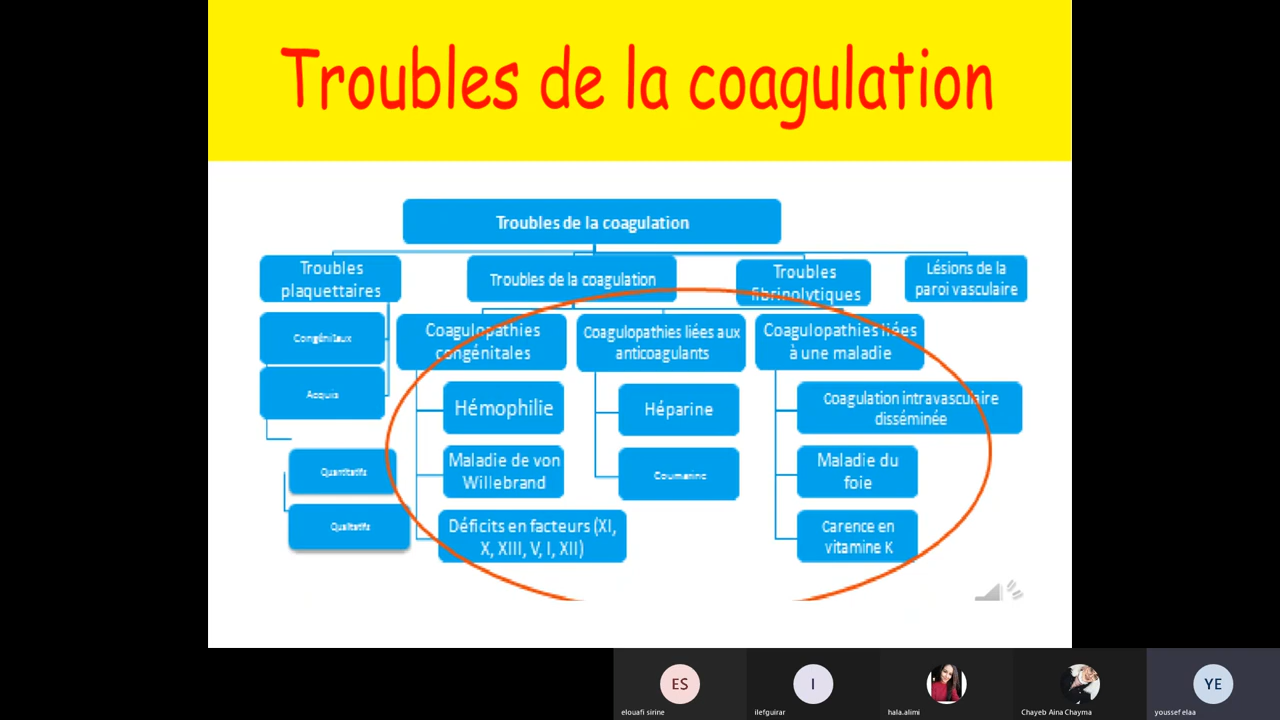 Troubles de la coagulation
Troubles de la coagulation
Troubles
plaquettaires
Troubles de la coagulation
Troubles
fibrinolytiques
Lésions de la
paroi vasculaire
Congénitaux
Acquis
Quantitatifs
Qualitatifs
Coagulopathies
congénitales
Hémophilie
Maladie de von
Willebrand
Déficits en facteurs (XI,
X, XIII, V, I, XII)
Coagulopathies liées aux
anticoagulants
Héparine
Coumarine
Coagulopathies liées
à une maladie
Coagulation intravasculaire
disséminée
Maladie du
foie
Carence en
vitamine K
ES
I
YE
elouafi sirine
ilefguirar
hala.alimi
Chayeb Aina Chayma
youssef elaa